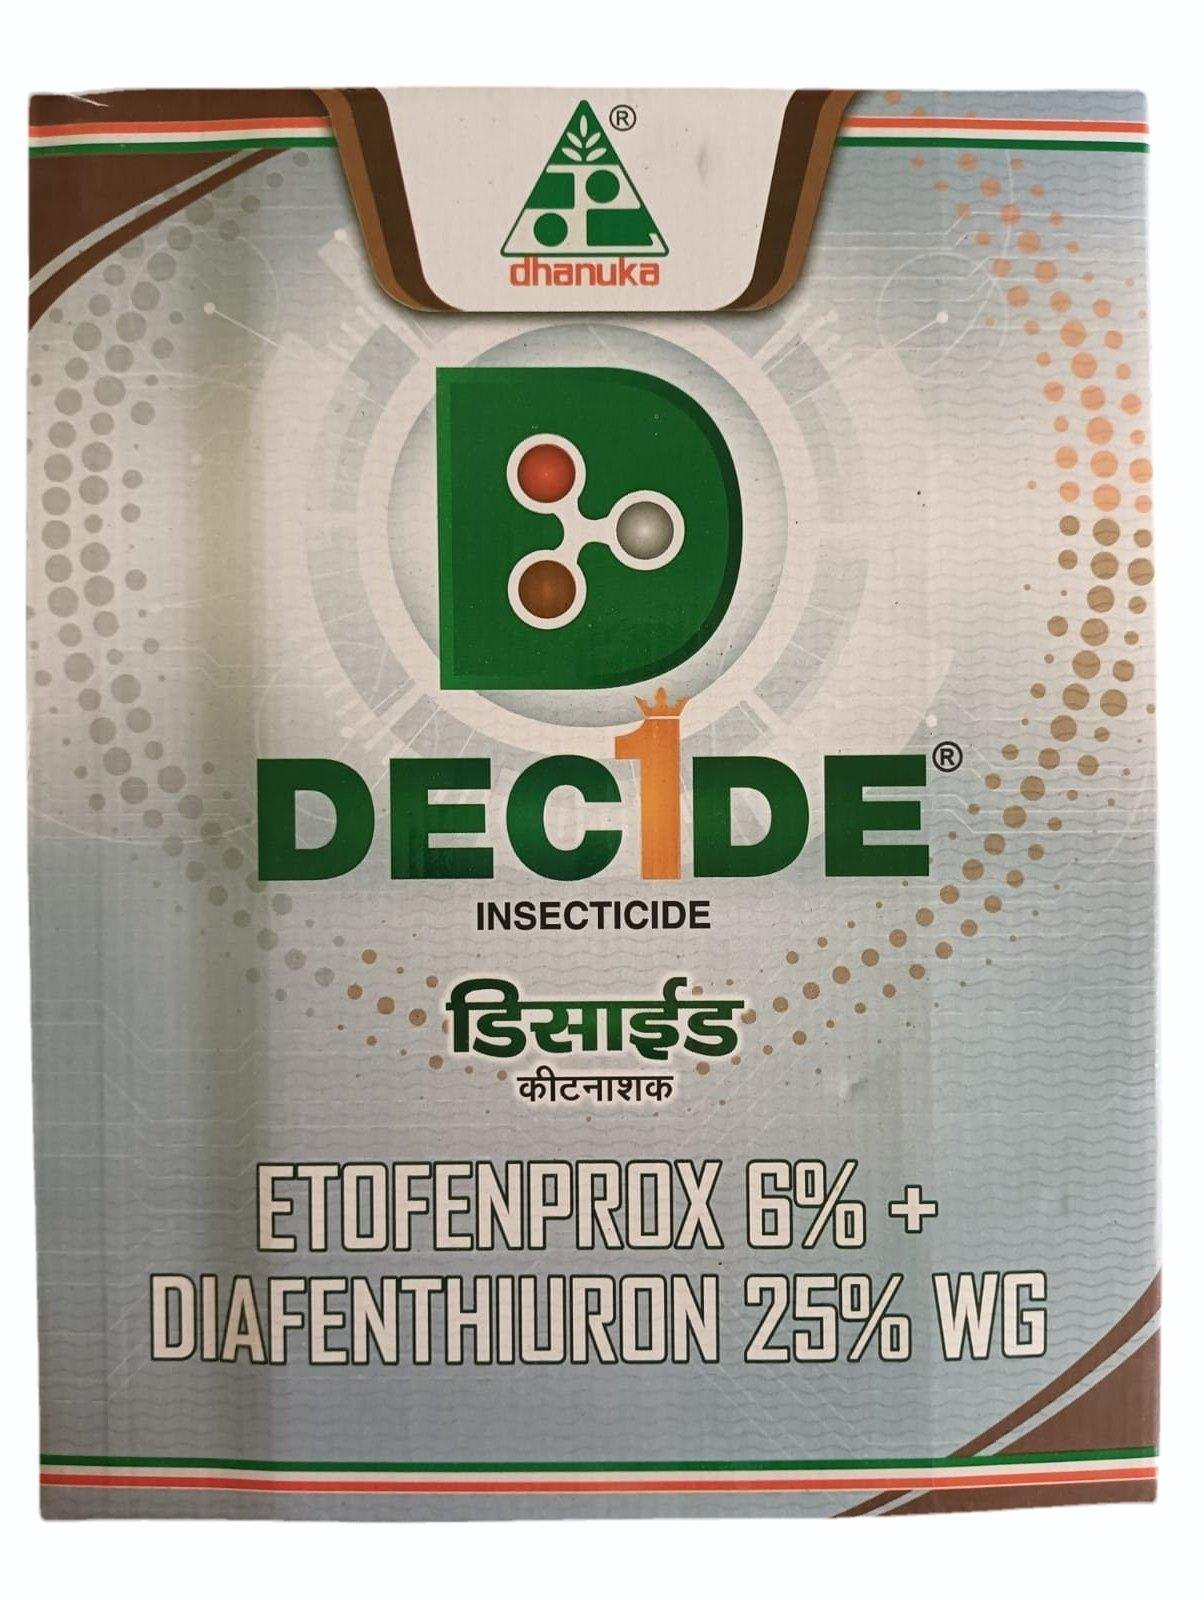 ®
dhanuka
DEC1DE®
INSECTICIDE
डिसाईड
कीटनाशक
ETOFENPROX 6% +
DIAFENTHIURON 25% WG